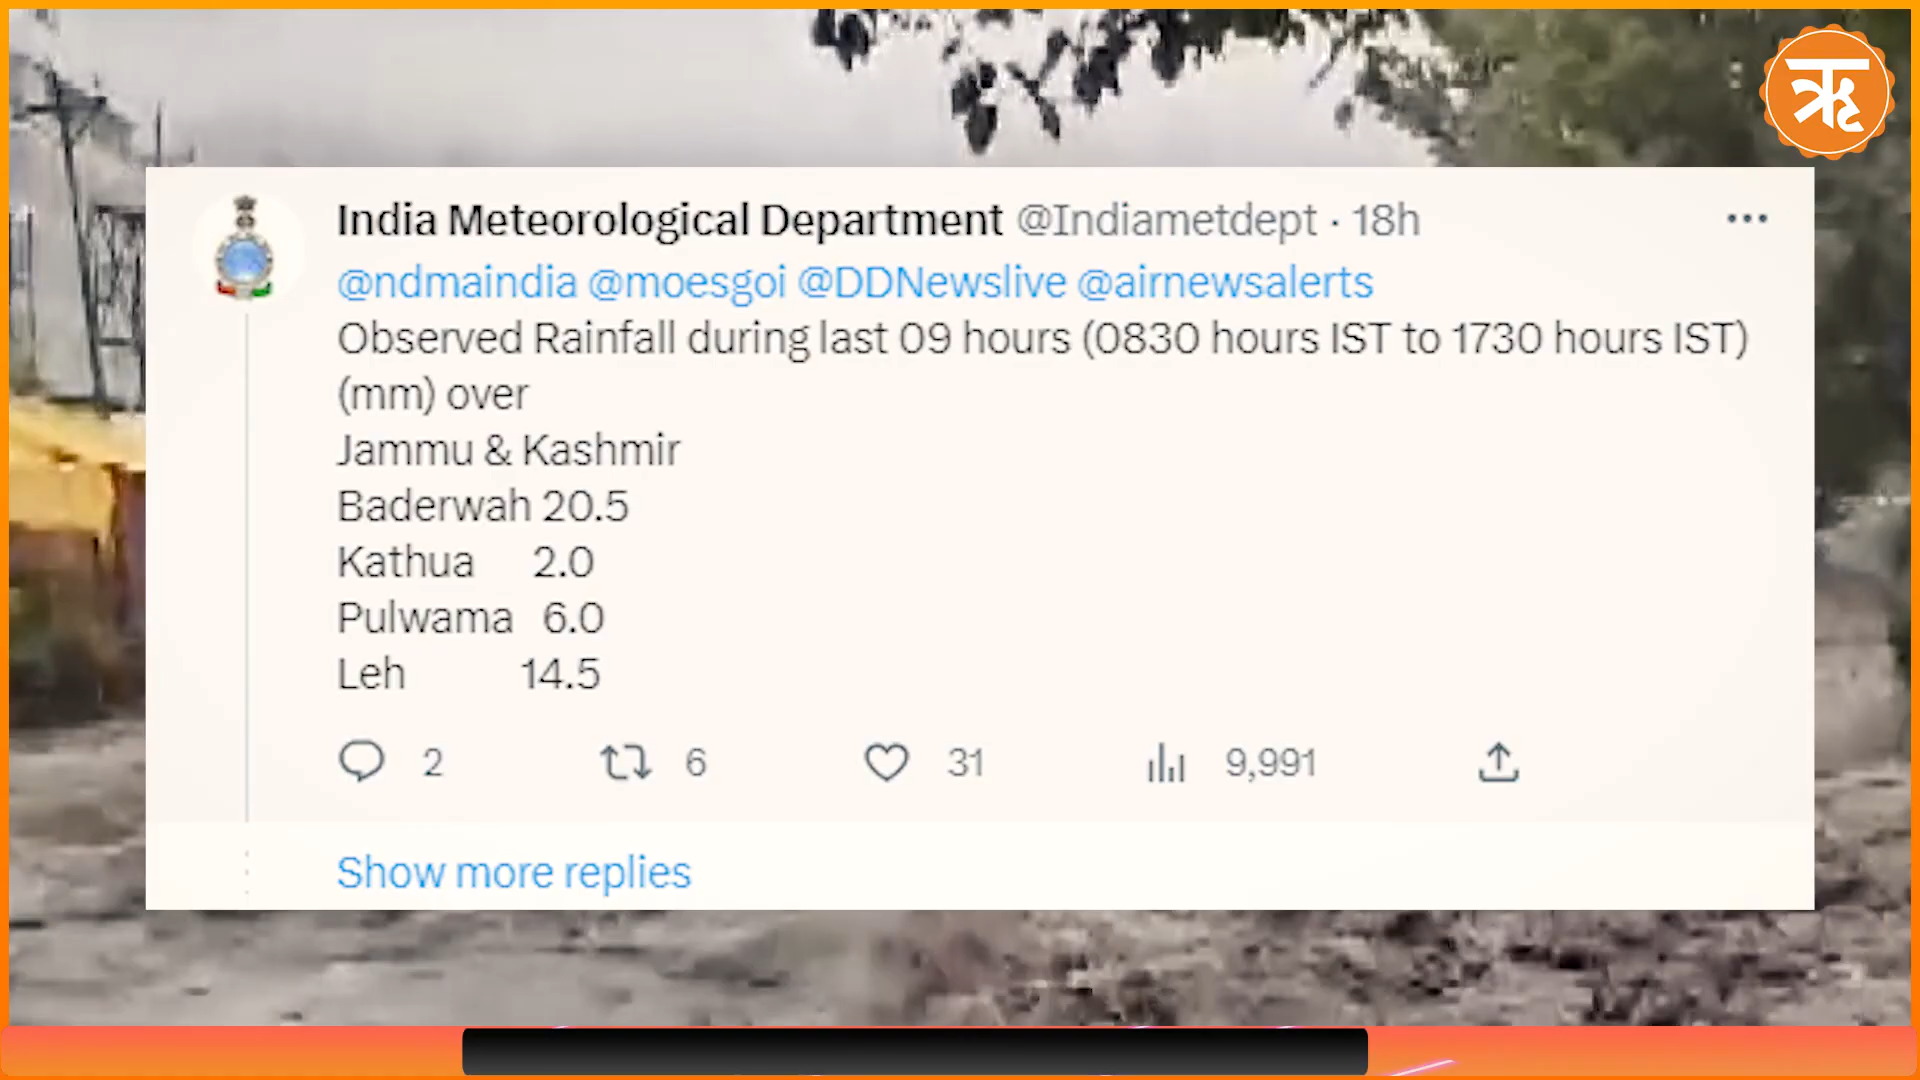 ऋ
India Meteorological Department @Indiametdept · 18h
@ndmaindia @moesgoi @DDNewslive @airnewsalerts
Observed Rainfall during last 09 hours (0830 hours IST to 1730 hours IST)
(mm) over
Jammu & Kashmir
Baderwah 20.5
Kathua 2.0
Pulwama 6.0
Leh 14.5
2 6 31 9,991
Show more replies